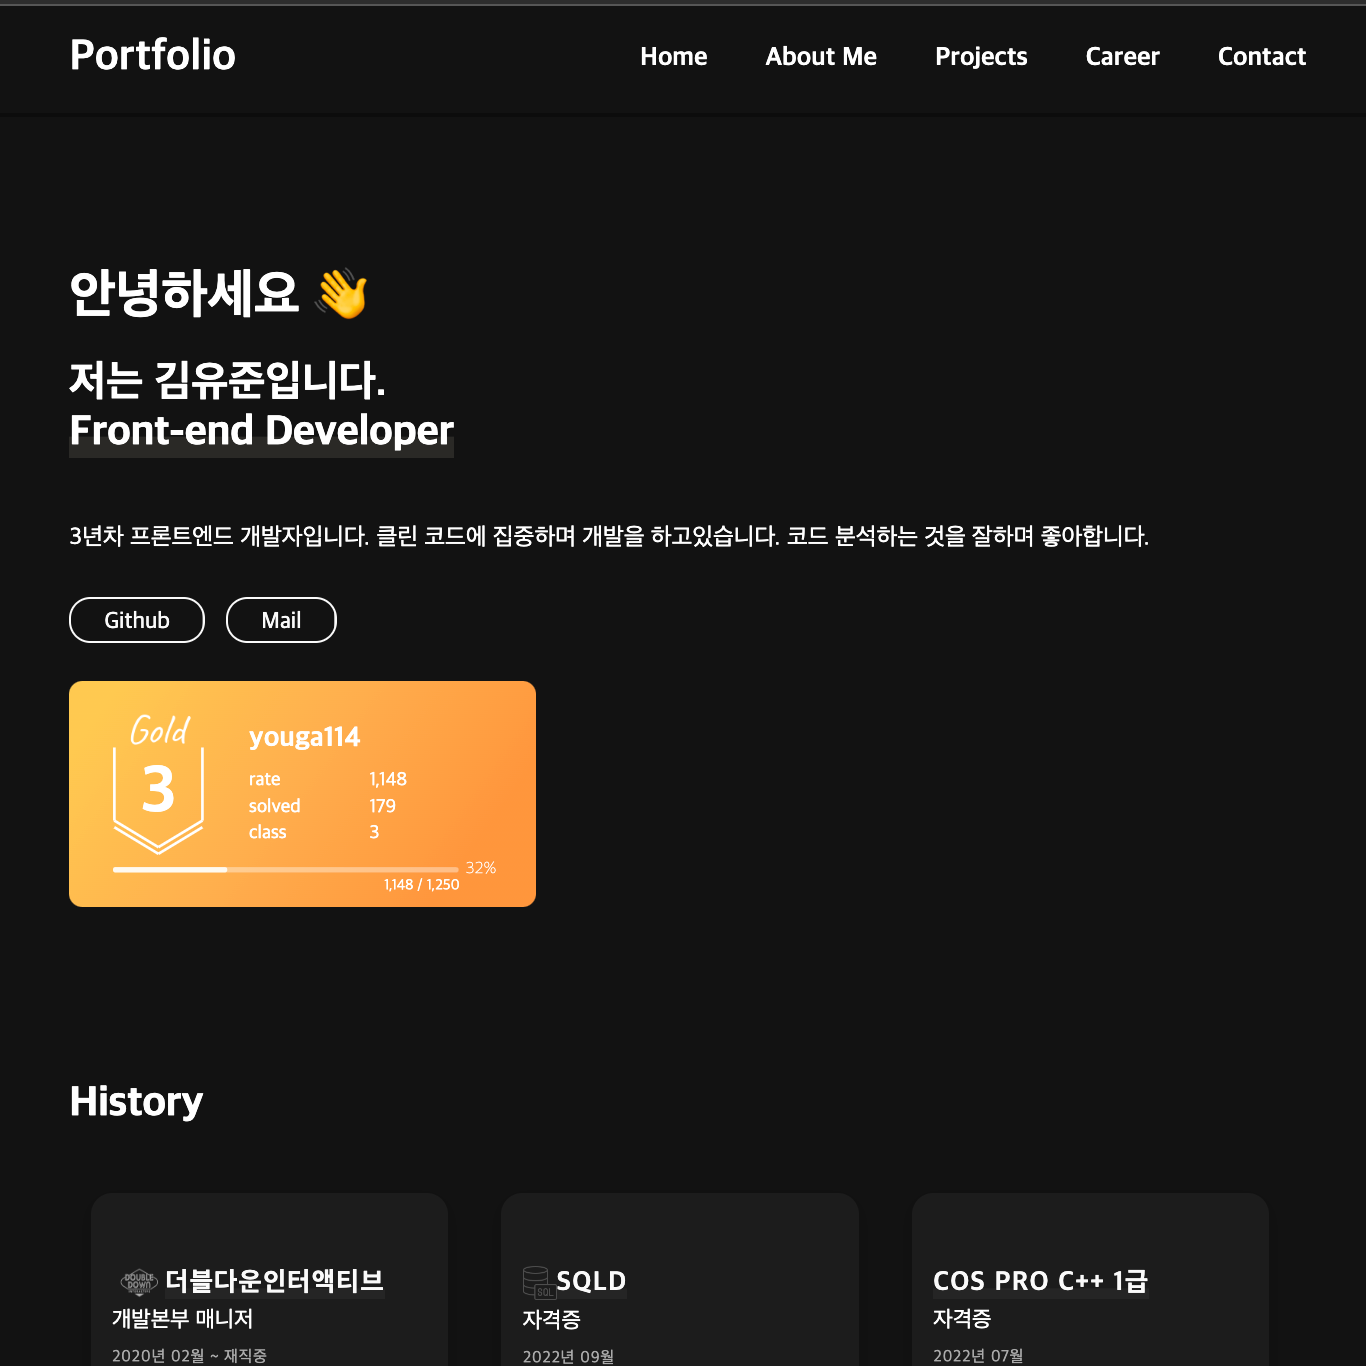 Portfolio
Home About Me Projects Career Contact
안녕하세요 👋
저는 김유준입니다.
Front-end Developer
3년차 프론트엔드 개발자입니다. 클린 코드에 집중하며 개발을 하고있습니다. 코드 분석하는 것을 잘하며 좋아합니다.
Github Mail
Gold
3
youga114
rate 1,148
solved 179
class 3
32%
1,148 / 1,250
History
DOUBLE
DOWN
더블다운인터액티브
개발본부 매니저
2020년 02월 ~ 재직중
SQL
SQLD
자격증
2022년 09월
COS PRO C++ 1급
자격증
2022년 07월